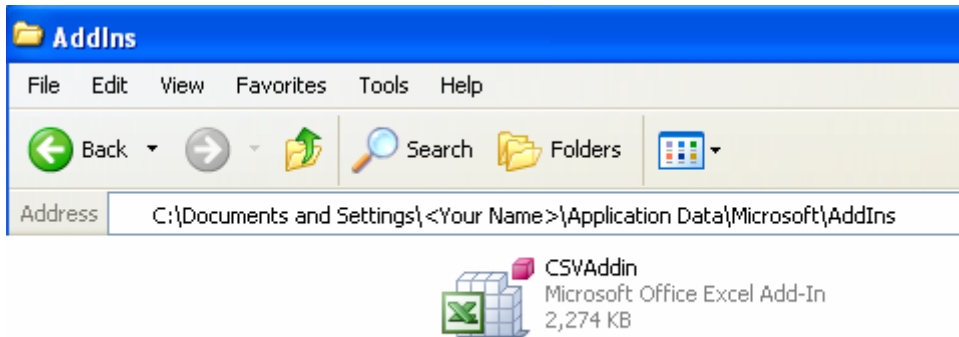 AddIns
File Edit View Favorites Tools Help
Back Search Folders
Address C:\Documents and Settings\<Your Name>\Application Data\Microsoft\AddIns
CSVAddin
Microsoft Office Excel Add-In
2,274 KB